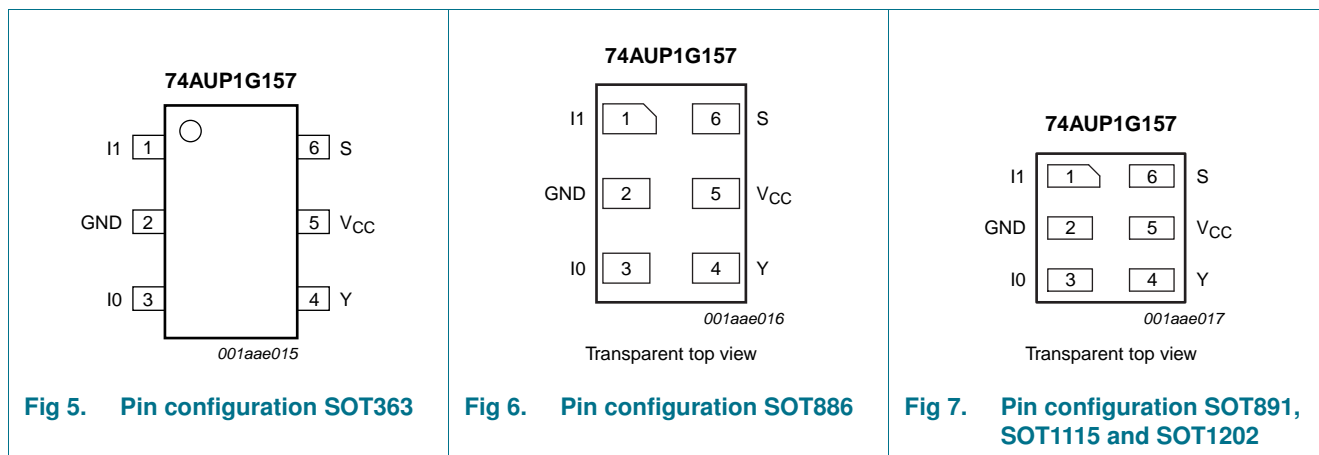 74AUP1G157
I1 1 6 S
GND 2 5 VCC
I0 3 4 Y
001aae015
Fig 5. Pin configuration SOT363
74AUP1G157
I1 1 6 S
GND 2 5 VCC
I0 3 4 Y
001aae016
Transparent top view
Fig 6. Pin configuration SOT886
74AUP1G157
I1 1 6 S
GND 2 5 VCC
I0 3 4 Y
001aae017
Transparent top view
Fig 7. Pin configuration SOT891,
SOT1115 and SOT1202